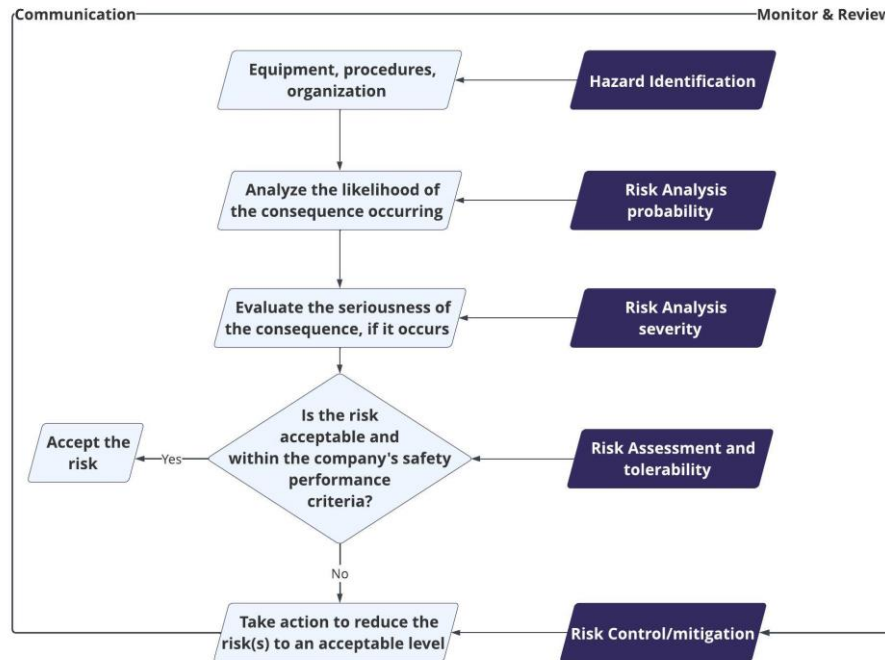 Communication
Monitor & Review
Equipment, procedures,
organization
Hazard Identification
Analyze the likelihood of
the consequence occurring
Risk Analysis
probability
Evaluate the seriousness of
the consequence, if it occurs
Risk Analysis
severity
Is the risk
acceptable and
within the company's safety
performance
criteria?
Accept the
risk
Yes
Risk Assessment and
tolerability
No
Take action to reduce the
risk(s) to an acceptable level
Risk Control/mitigation